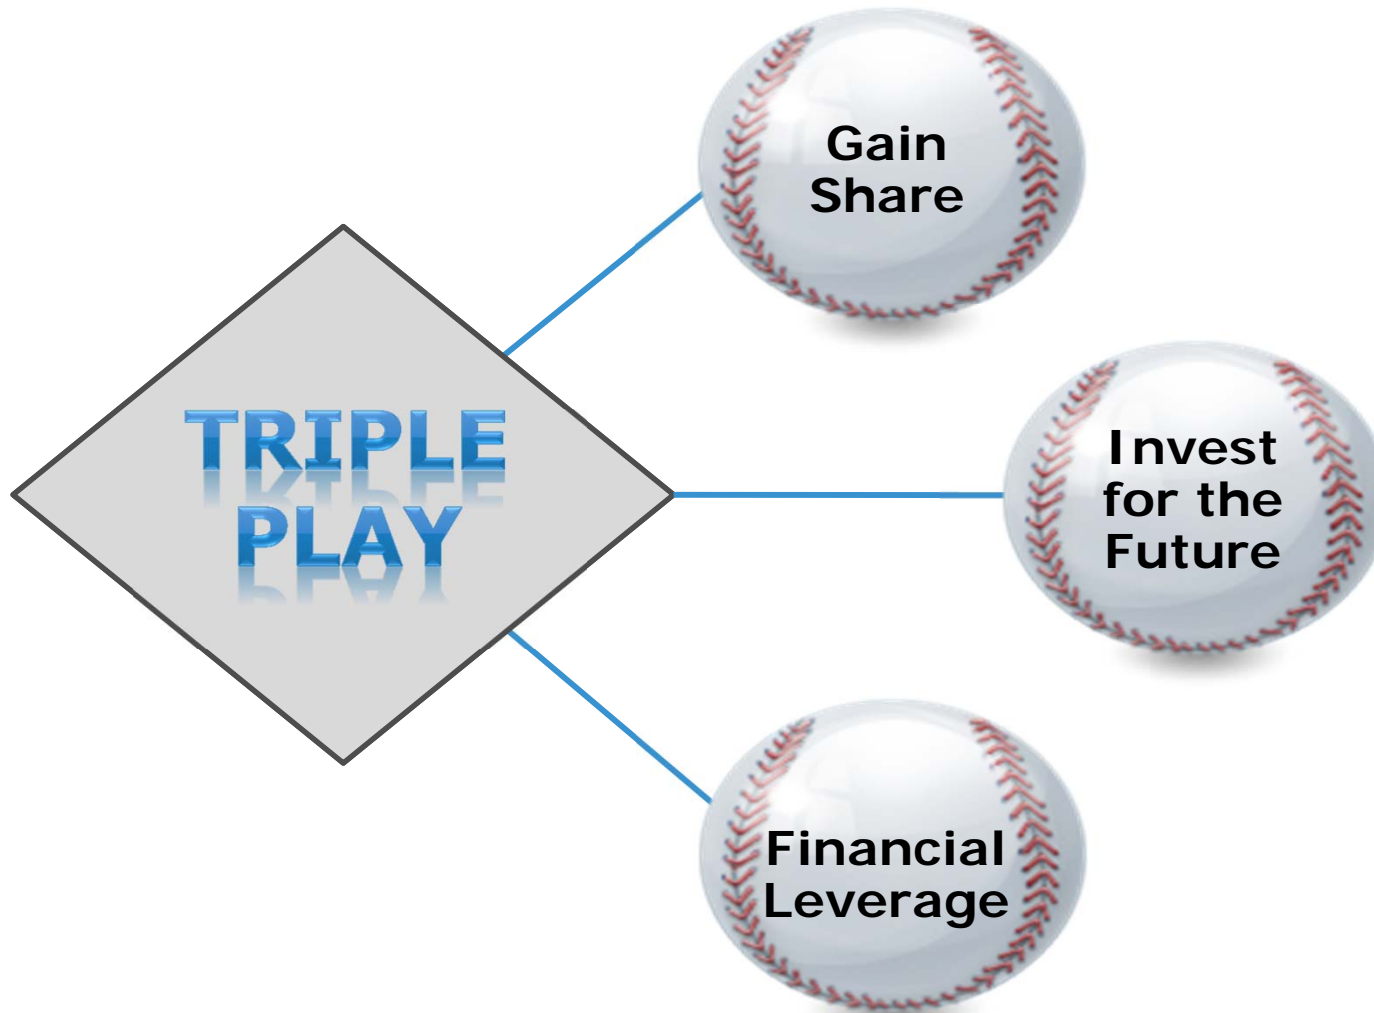 TRIPLE
PLAY
Gain
Share
Invest
for the
Future
Financial
Leverage